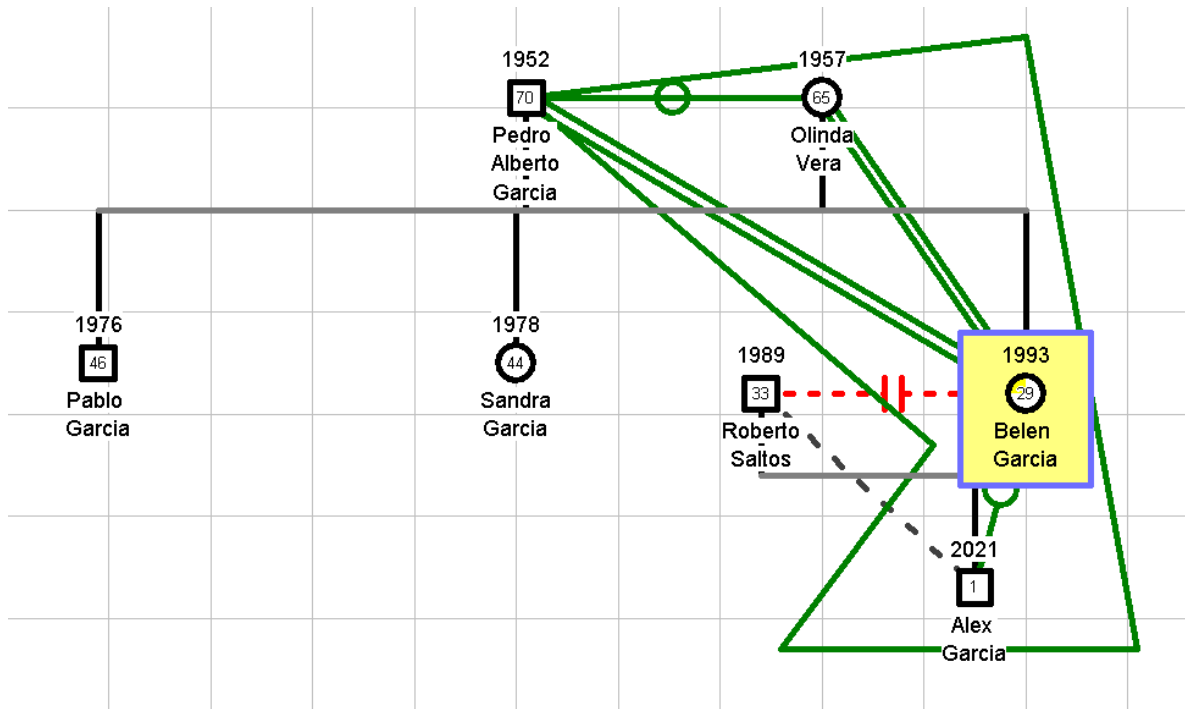 1952
70
Pedro
Alberto
Garcia
1957
65
Olinda
Vera
1976
46
Pablo
Garcia
1978
44
Sandra
Garcia
1989
33
Roberto
Saltos
1993
29
Belen
Garcia
2021
1
Alex
Garcia